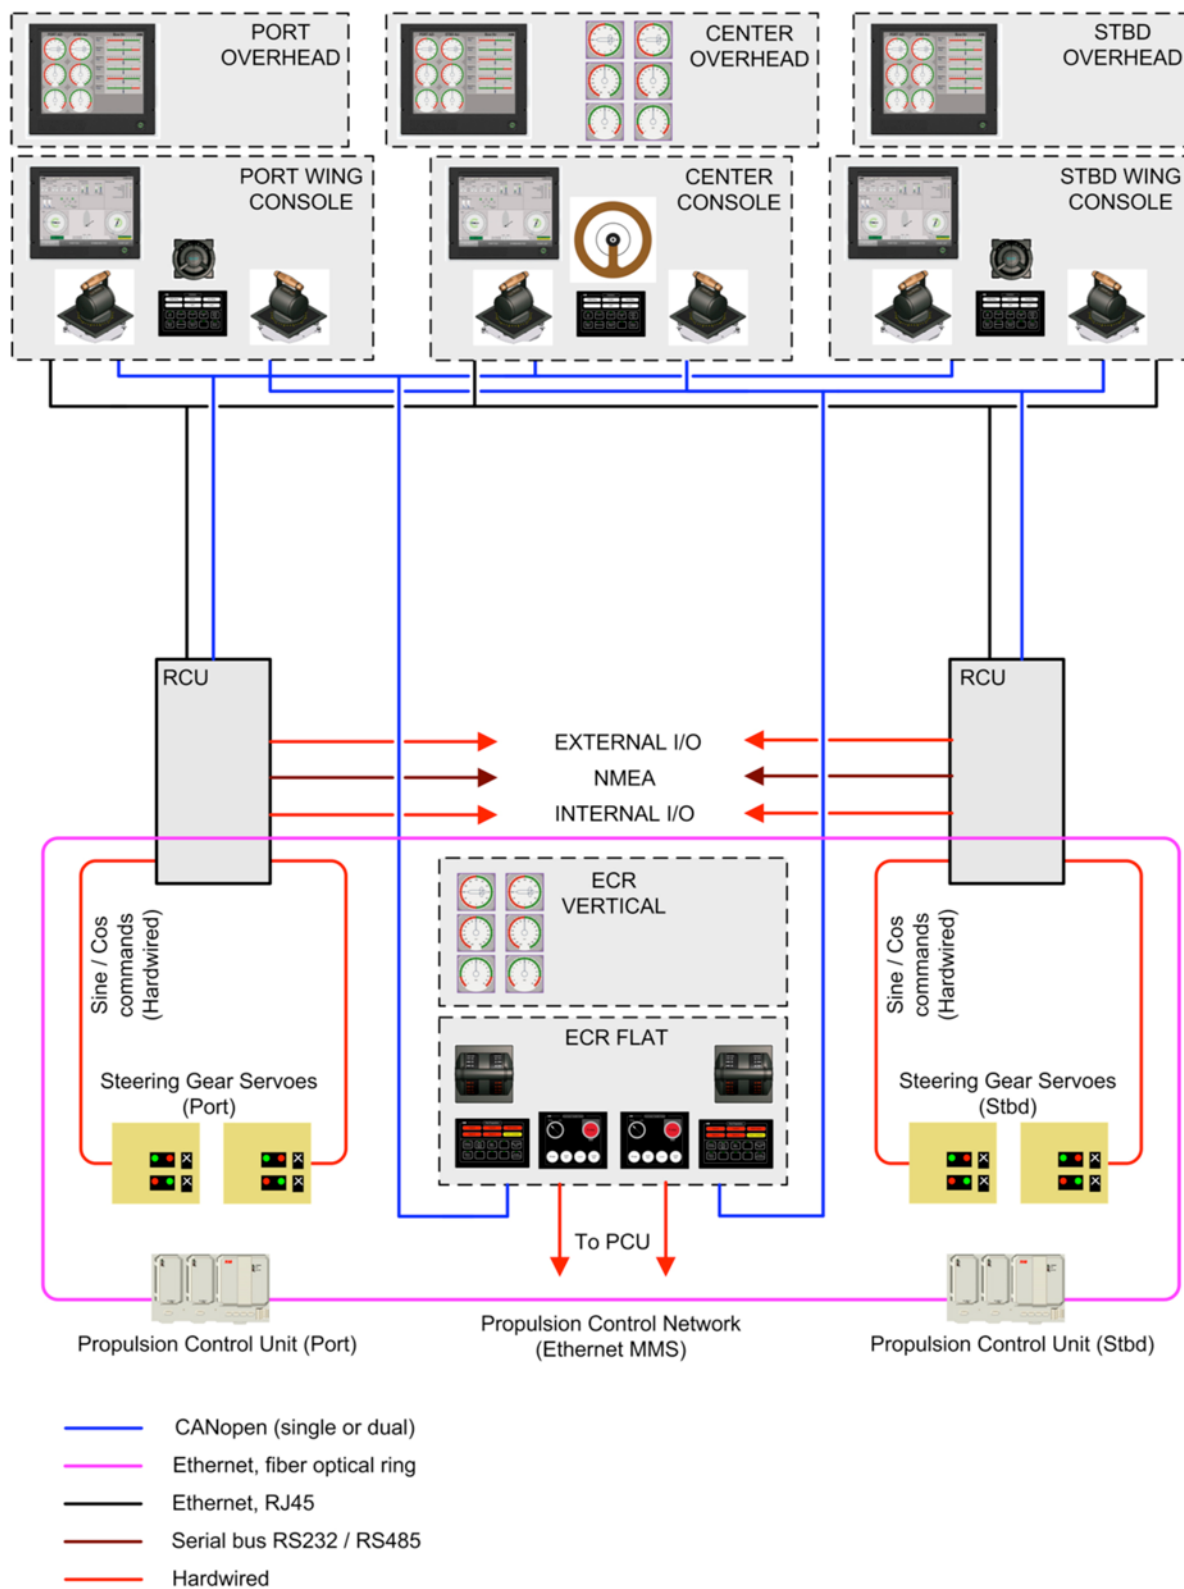 PORT
OVERHEAD
CENTER
OVERHEAD
STBD
OVERHEAD
PORT WING
CONSOLE
CENTER
CONSOLE
STBD WING
CONSOLE
RCU
RCU
EXTERNAL I/O
NMEA
INTERNAL I/O
ECR
VERTICAL
Sine / Cos
commands
(Hardwired)
Sine / Cos
commands
(Hardwired)
ECR FLAT
Steering Gear Servoes
(Port)
Steering Gear Servoes
(Stbd)
To PCU
Propulsion Control Unit (Port)
Propulsion Control Network
(Ethernet MMS)
Propulsion Control Unit (Stbd)
CANopen (single or dual)
Ethernet, fiber optical ring
Ethernet, RJ45
Serial bus RS232 / RS485
Hardwired